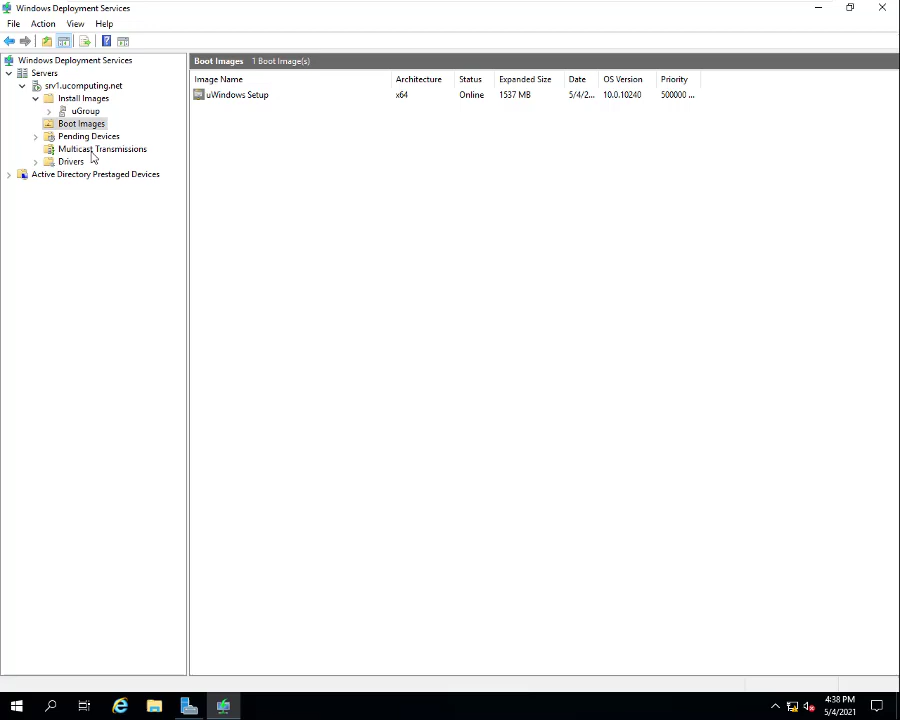 Windows Deployment Services
File Action View Help
Windows Deployment Services
Servers
srv1.ucomputing.net
Install Images
uGroup
Boot Images
Pending Devices
Multicast Transmissions
Drivers
Active Directory Prestaged Devices
Boot Images 1 Boot Image(s)
Image Name Architecture Status Expanded Size Date OS Version Priority
uWindows Setup x64 Online 1537 MB 5/4/2... 10.0.10240 500000 ...
4:38 PM
5/4/2021